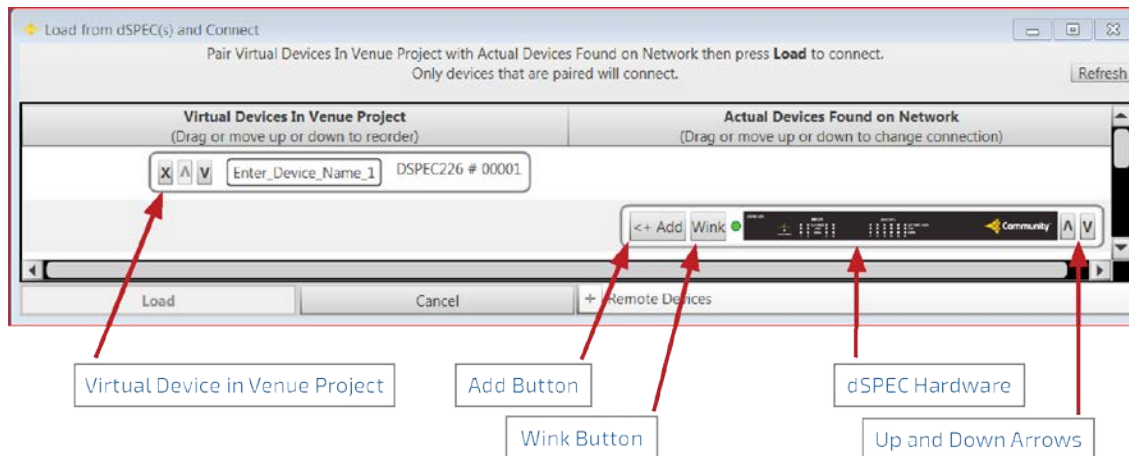 Load from dSPEC(s) and Connect
Pair Virtual Devices In Venue Project with Actual Devices Found on Network then press Load to connect.
Only devices that are paired will connect.
Refresh
Virtual Devices In Venue Project
(Drag or move up or down to reorder)
Actual Devices Found on Network
(Drag or move up or down to change connection)
X Λ V Enter_Device_Name_1 DSPEC226 # 00001
<+ Add Wink Community Λ V
Load
Cancel
+ Remote Devices
Virtual Device in Venue Project
Add Button
dSPEC Hardware
Wink Button
Up and Down Arrows